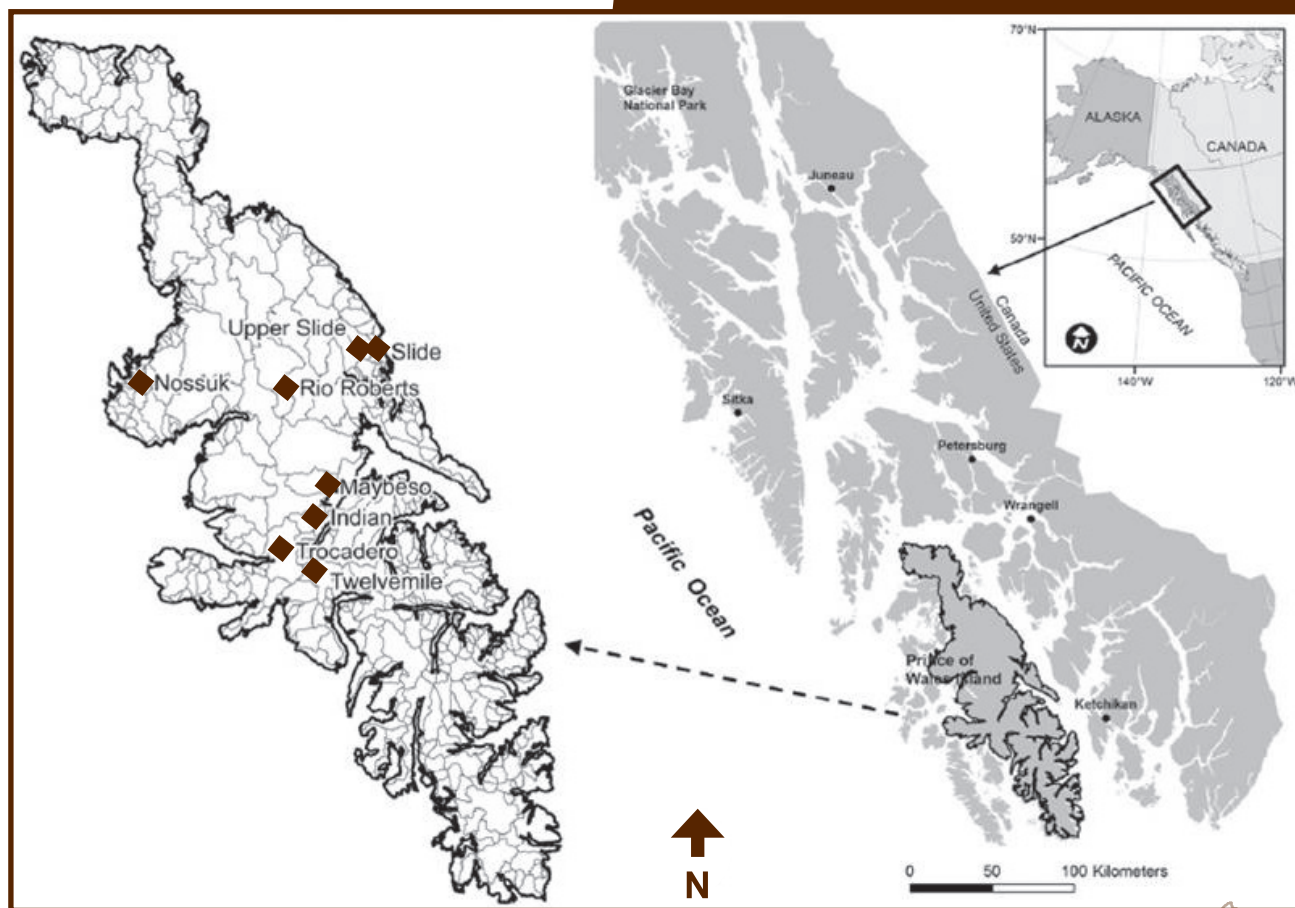 Upper Slide
Slide
Nossuk
Rio Roberts
Maybeso
Indian
Trocadero
Twelvemile
Glacier Bay
National Park
Juneau
Sitka
Petersburg
Wrangell
Canada
United States
Pacific Ocean
Prince of
Wales Island
Ketchikan
N
0 50 100 Kilometers
70°N
ALASKA
CANADA
50°N
PACIFIC OCEAN
N
140°W
120°W